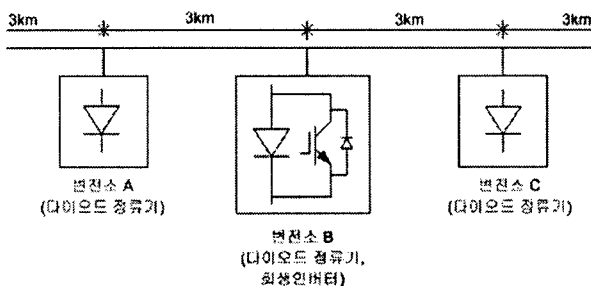 3km 3km 3km 3km
변전소 A
(다이오드 정류기)
변전소 B
(다이오드 정류기,
회생인버터)
변전소 C
(다이오드 정류기)